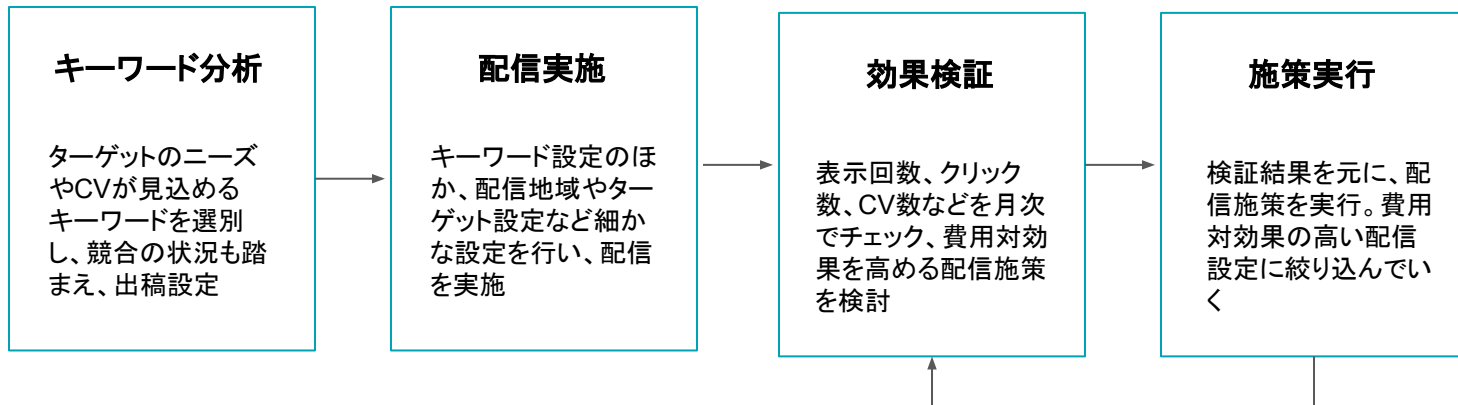 キーワード分析
ターゲットのニーズ
やCVが見込める
キーワードを選別
し、競合の状況も踏
まえ、出稿設定
配信実施
キーワード設定のほ
か、配信地域やター
ゲット設定など細か
な設定を行い、配信
を実施
効果検証
表示回数、クリック
数、CV数などを月次
でチェック、費用対効
果を高める配信施策
を検討
施策実行
検証結果を元に、配
信施策を実行。費用
対効果の高い配信
設定に絞り込んでい
く